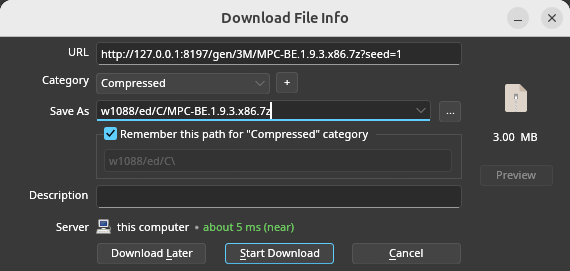 Download File Info
URL
http://127.0.0.1:8197/gen/3M/MPC-BE.1.9.3.x86.7z?seed=1
Category
Compressed
+
Save As
w1088/ed/C/MPC-BE.1.9.3.x86.7z
...
Remember this path for "Compressed" category
w1088/ed/C\
3.00 MB
Preview
Description
Server
this computer • about 5 ms (near)
Download Later
Start Download
Cancel